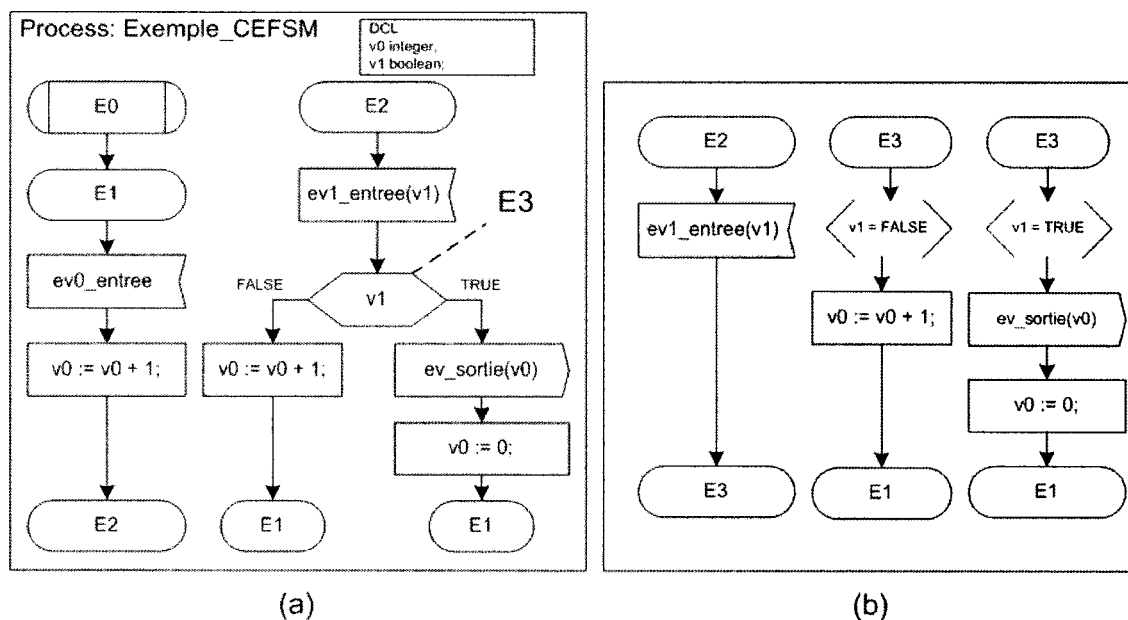 Process: Exemple_CEFSM
DCL
v0 integer,
v1 boolean;
E0
E2
E1
ev1_entree(v1)
E3
ev0_entree
FALSE
v1
TRUE
v0 := v0 + 1;
v0 := v0 + 1;
ev_sortie(v0)
v0 := 0;
E2
E1
E1
(a)
E2
E3
E3
ev1_entree(v1)
v1 = FALSE
v1 = TRUE
v0 := v0 + 1;
ev_sortie(v0)
v0 := 0;
E3
E1
E1
(b)